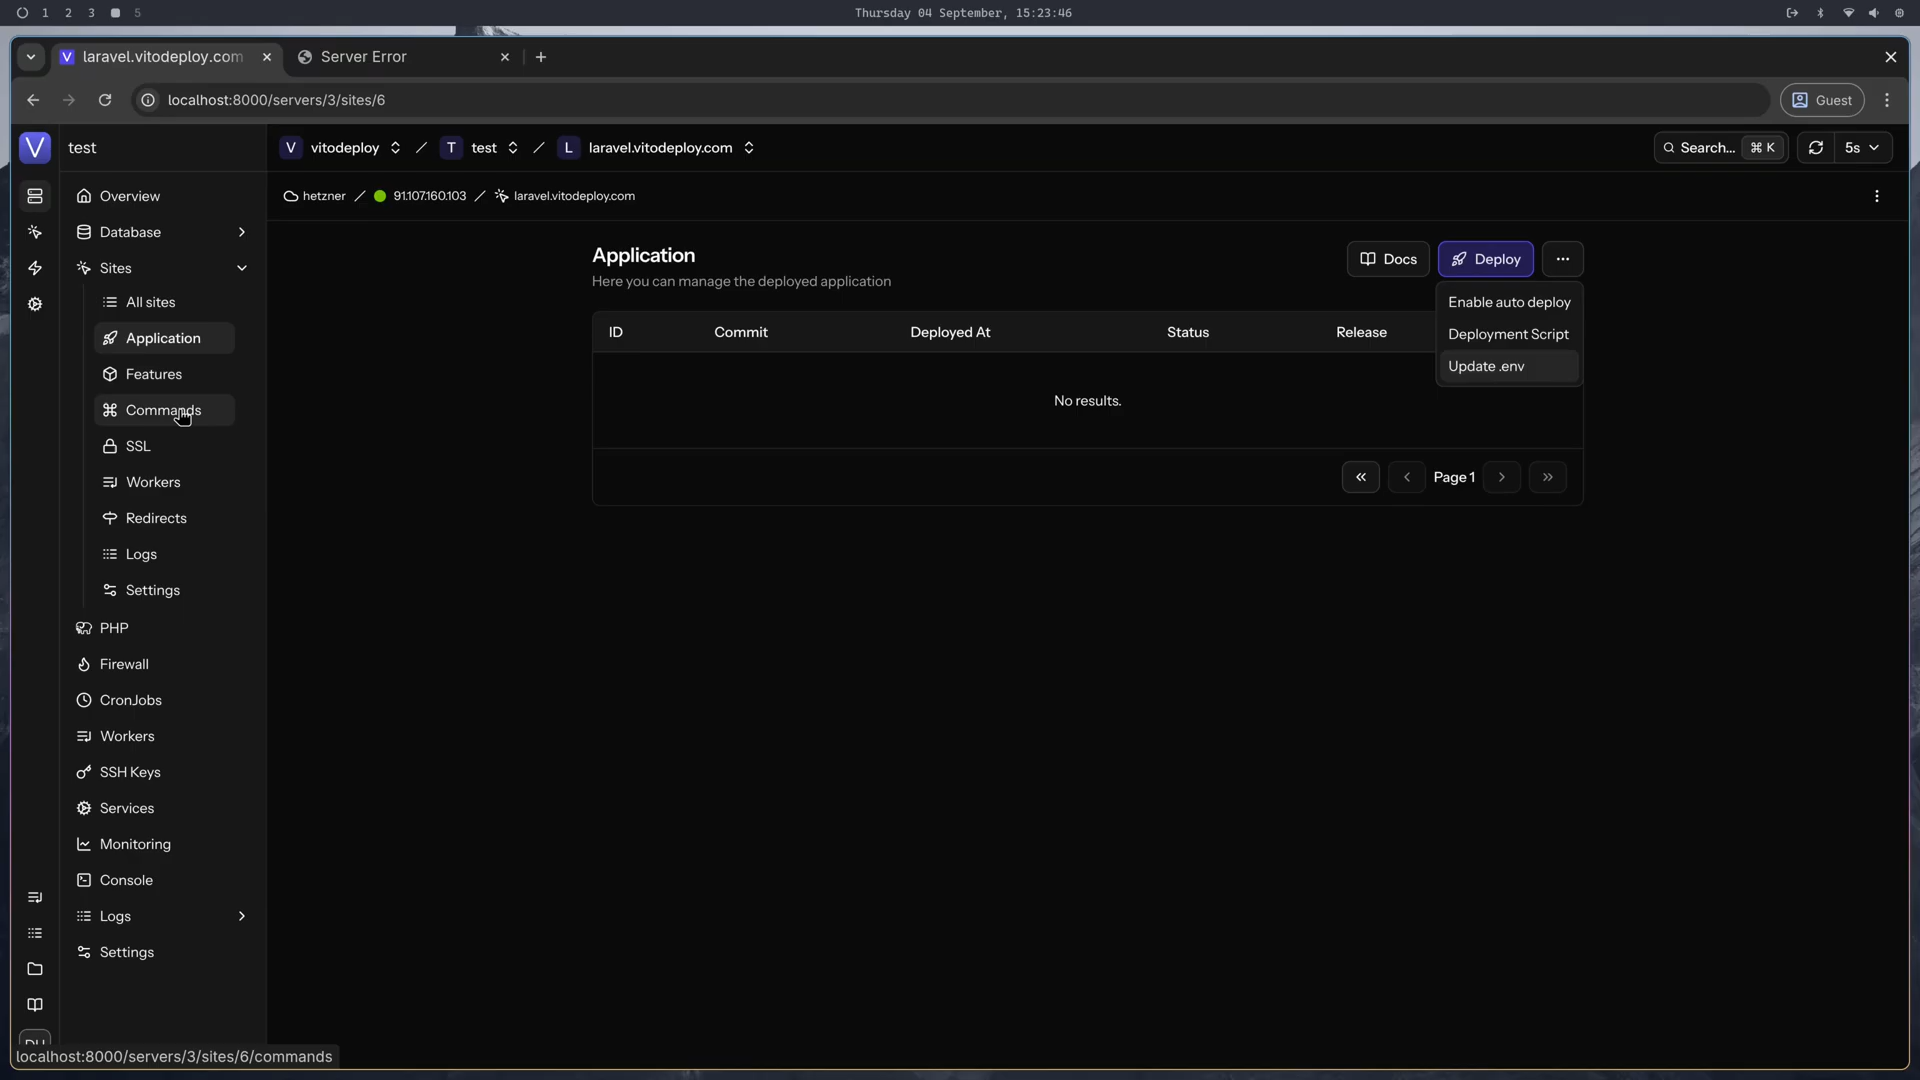 1 2 3 5
Thursday 04 September, 15:23:46
V laravel.vitodeploy.com
Server Error
localhost:8000/servers/3/sites/6
Guest
V test
V vitodeploy / T test / L laravel.vitodeploy.com
Search... ⌘ K
5s
hetzner / 91.107.160.103 / laravel.vitodeploy.com
Overview
Database
Sites
All sites
Application
Features
Commands
SSL
Workers
Redirects
Logs
Settings
PHP
Firewall
CronJobs
Workers
SSH Keys
Services
Monitoring
Console
Logs
Settings
Application
Here you can manage the deployed application
Docs
Deploy
Enable auto deploy
Deployment Script
Update .env
ID Commit Deployed At Status Release
No results.
Page 1
localhost:8000/servers/3/sites/6/commands